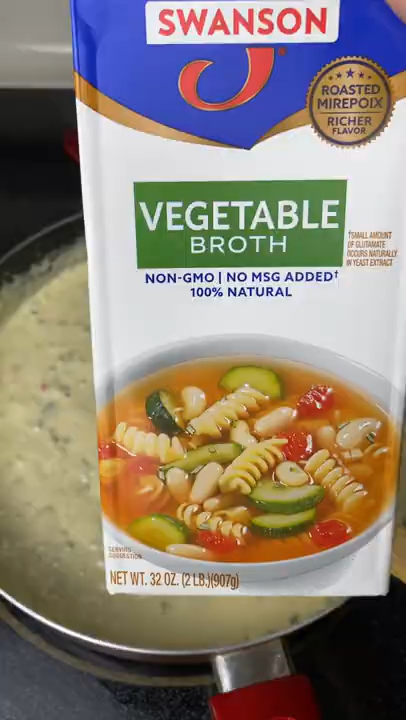 SWANSON
ROASTED
MIREPOIX
RICHER
FLAVOR
VEGETABLE
BROTH
†SMALL AMOUNT
OF GLUTAMATE
OCCURS NATURALLY
IN YEAST EXTRACT
NON-GMO | NO MSG ADDED†
100% NATURAL
SERVING
SUGGESTION
NET WT. 32 OZ. (2 LB.)(907g)